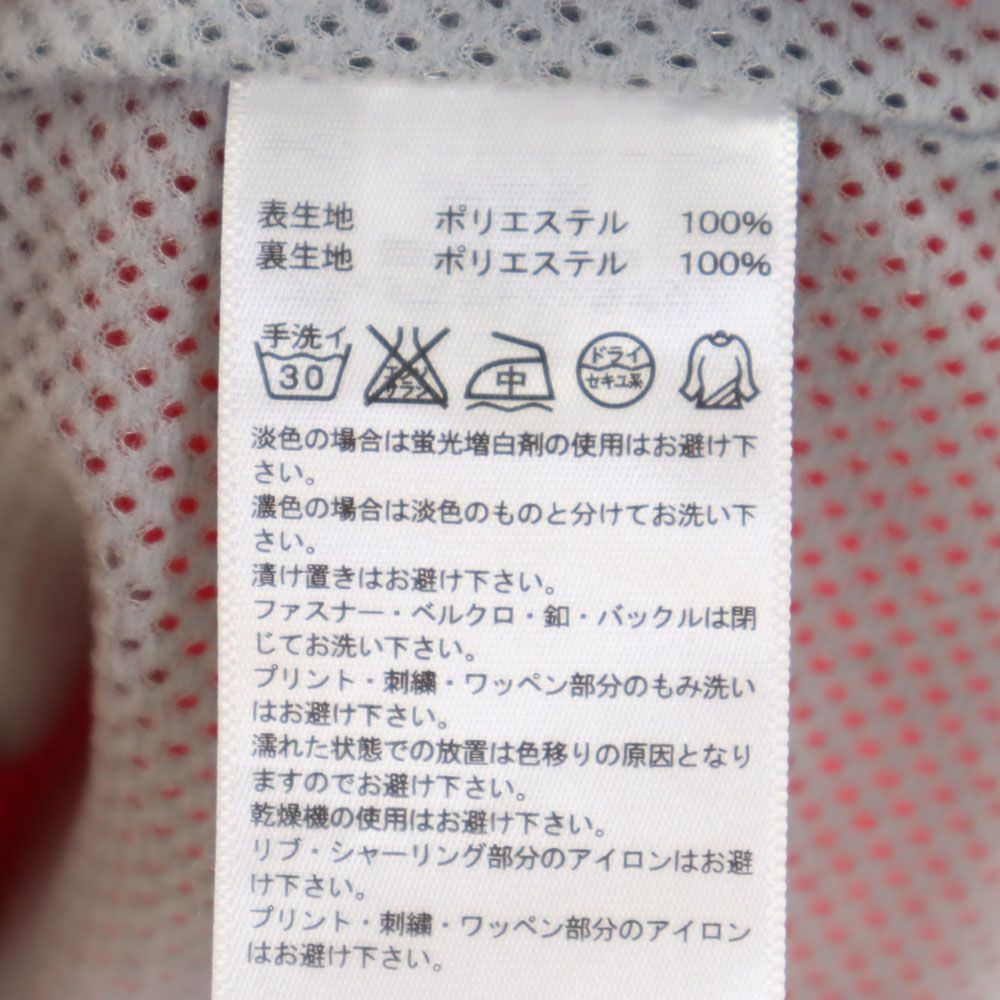 表生地 ポリエステル 100%
裏生地 ポリエステル 100%
手洗イ
30
エンソサラシ
中
ドライ
セキユ系
淡色の場合は蛍光増白剤の使用はお避け下
さい。
濃色の場合は淡色のものと分けてお洗い下
さい。
漬け置きはお避け下さい。
ファスナー・ベルクロ・釦・バックルは閉
じてお洗い下さい。
プリント・刺繍・ワッペン部分のもみ洗い
はお避け下さい。
濡れた状態での放置は色移りの原因となり
ますのでお避け下さい。
乾燥機の使用はお避け下さい。
リブ・シャーリング部分のアイロンはお避
け下さい。
プリント・刺繍・ワッペン部分のアイロン
はお避け下さい。